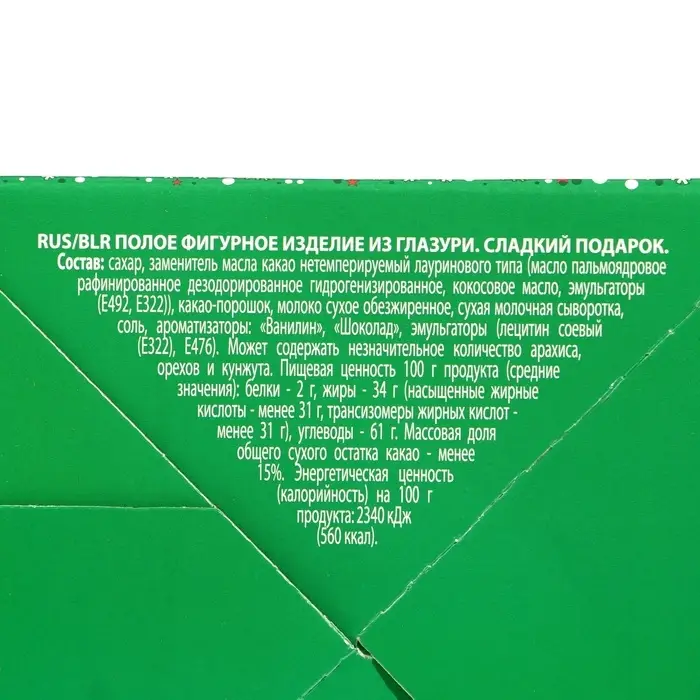 RUS/BLR ПОЛОЕ ФИГУРНОЕ ИЗДЕЛИЕ ИЗ ГЛАЗУРИ. СЛАДКИЙ ПОДАРОК.
Состав: сахар, заменитель масла какао нетемперируемый лауринового типа (масло пальмоядровое
рафинированное дезодорированное гидрогенизированное, кокосовое масло, эмульгаторы
(Е492, Е322)), какао-порошок, молоко сухое обезжиренное, сухая молочная сыворотка,
соль, ароматизаторы: «Ванилин», «Шоколад», эмульгаторы (лецитин соевый
(Е322), Е476). Может содержать незначительное количество арахиса,
орехов и кунжута. Пищевая ценность 100 г продукта (средние
значения): белки - 2 г, жиры - 34 г (насыщенные жирные
кислоты - менее 31 г, трансизомеры жирных кислот -
менее 31 г), углеводы - 61 г. Массовая доля
общего сухого остатка какао - менее
15%. Энергетическая ценность
(калорийность) на 100 г
продукта: 2340 кДж
(560 ккал).